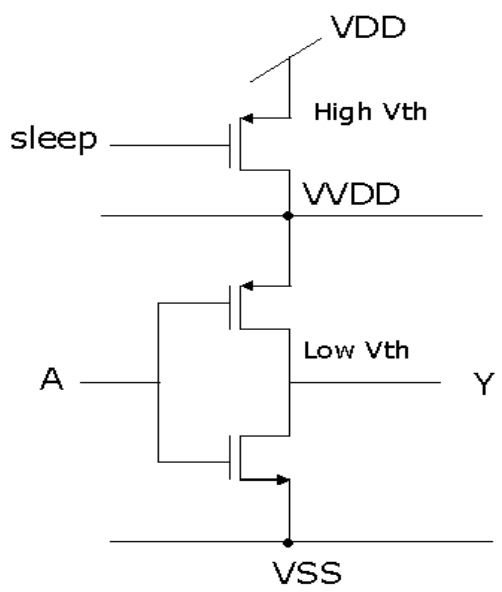 VDD
High Vth
sleep
VVDD
Low Vth
A
Y
VSS